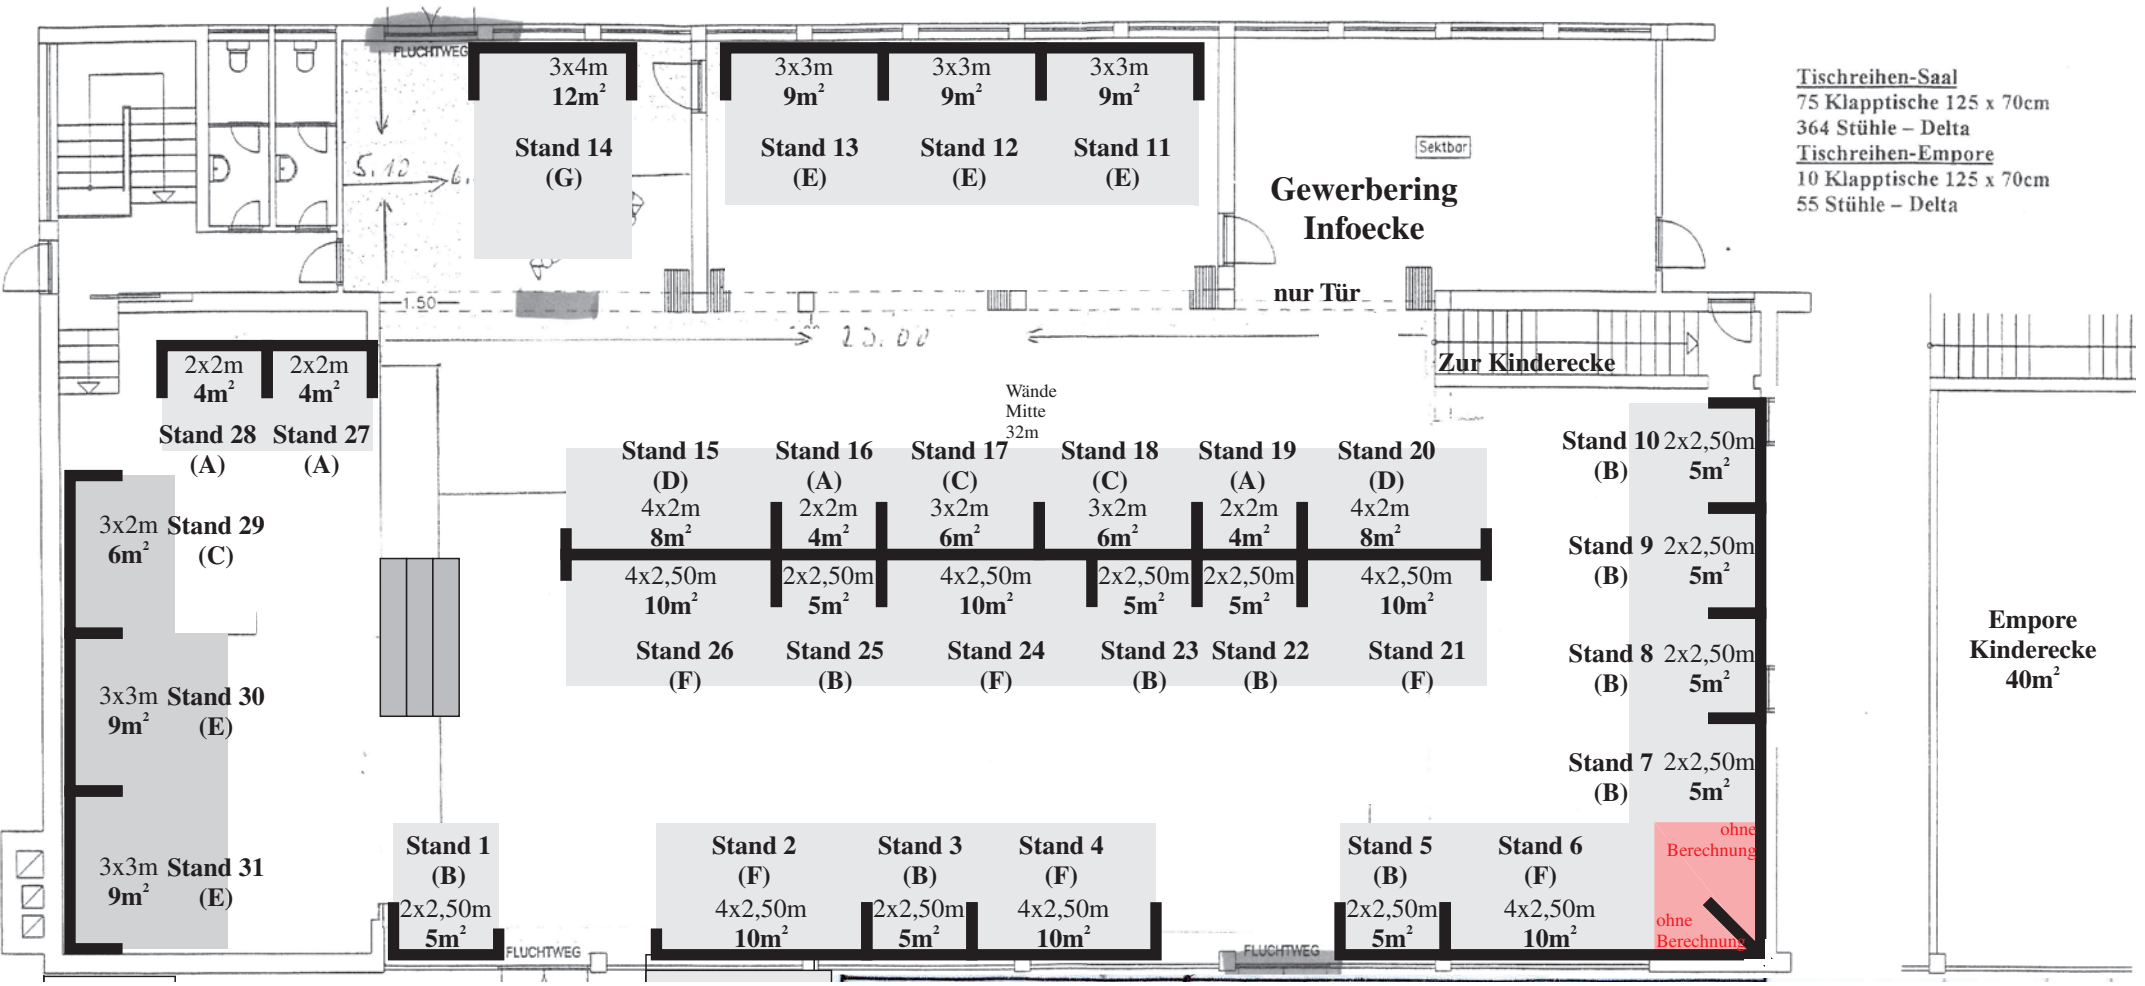 FLUCHTWEG
3x4m
12m²
Stand 14
(G)
3x3m
9m²
Stand 13
(E)
3x3m
9m²
Stand 12
(E)
3x3m
9m²
Stand 11
(E)
Sektbar
Gewerbering
Infoecke
nur Tür
Tischreihen-Saal
75 Klapptische 125 x 70cm
364 Stühle – Delta
Tischreihen-Empore
10 Klapptische 125 x 70cm
55 Stühle – Delta
5.10
6.
1.50
25.00
Zur Kinderecke
2x2m
4m²
Stand 28
(A)
2x2m
4m²
Stand 27
(A)
Wände
Mitte
32m
Stand 15
(D)
4x2m
8m²
Stand 16
(A)
2x2m
4m²
Stand 17
(C)
3x2m
6m²
Stand 18
(C)
3x2m
6m²
Stand 19
(A)
2x2m
4m²
Stand 20
(D)
4x2m
8m²
4x2,50m
10m²
Stand 26
(F)
2x2,50m
5m²
Stand 25
(B)
4x2,50m
10m²
Stand 24
(F)
2x2,50m
5m²
Stand 23
(B)
2x2,50m
5m²
Stand 22
(B)
4x2,50m
10m²
Stand 21
(F)
Stand 10 2x2,50m
(B) 5m²
Stand 9 2x2,50m
(B) 5m²
Stand 8 2x2,50m
(B) 5m²
Stand 7 2x2,50m
(B) 5m²
Empore
Kinderecke
40m²
3x2m Stand 29
6m² (C)
3x3m Stand 30
9m² (E)
3x3m Stand 31
9m² (E)
Stand 1
(B)
2x2,50m
5m²
Stand 2
(F)
4x2,50m
10m²
Stand 3
(B)
2x2,50m
5m²
Stand 4
(F)
4x2,50m
10m²
Stand 5
(B)
2x2,50m
5m²
Stand 6
(F)
4x2,50m
10m²
ohne
Berechnung
ohne
Berechnung
FLUCHTWEG
FLUCHTWEG